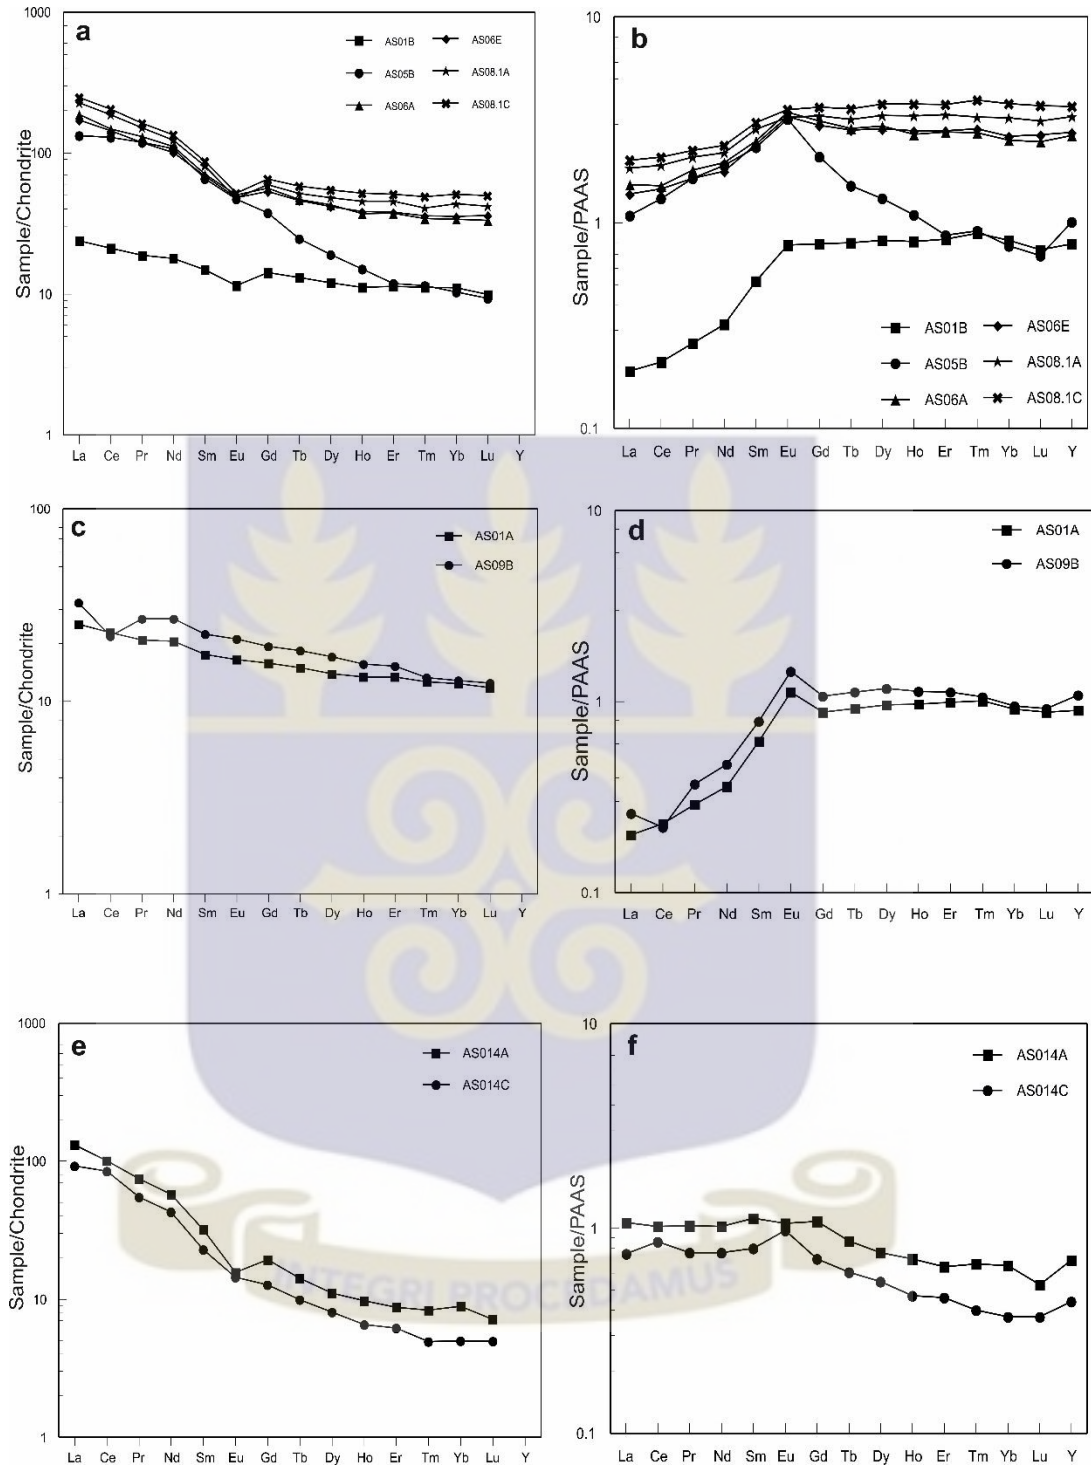 a
1000
100
10
1
Sample/Chondrite
AS01B
AS06E
AS05B
AS08.1A
AS06A
AS08.1C
La Ce Pr Nd Sm Eu Gd Tb Dy Ho Er Tm Yb Lu Y
b
10
1
0.1
Sample/PAAS
AS01B
AS06E
AS05B
AS08.1A
AS06A
AS08.1C
La Ce Pr Nd Sm Eu Gd Tb Dy Ho Er Tm Yb Lu Y
c
100
10
1
Sample/Chondrite
AS01A
AS09B
La Ce Pr Nd Sm Eu Gd Tb Dy Ho Er Tm Yb Lu Y
d
10
1
0.1
Sample/PAAS
AS01A
AS09B
La Ce Pr Nd Sm Eu Gd Tb Dy Ho Er Tm Yb Lu Y
e
1000
100
10
1
Sample/Chondrite
AS014A
AS014C
La Ce Pr Nd Sm Eu Gd Tb Dy Ho Er Tm Yb Lu Y
f
10
1
0.1
Sample/PAAS
AS014A
AS014C
La Ce Pr Nd Sm Eu Gd Tb Dy Ho Er Tm Yb Lu Y
INTEGRI PROCEDAMUS